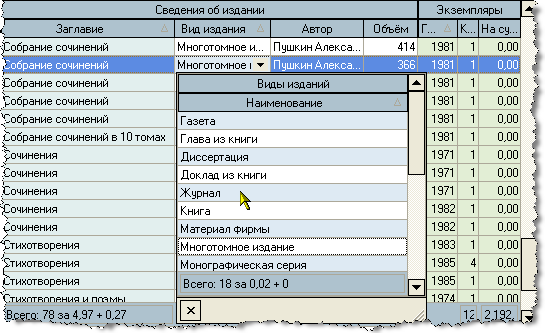 Сведения об издании Экземпляры
Заглавие Вид издания Автор Объём Г... К... На су...
Собрание сочинений Многотомное и... Пушкин Алекса... 414 1981 1 0,00
Собрание сочинений Многотомное Пушкин Алекса... 366 1981 1 0,00
Собрание сочинений Виды изданий 1981 1 0,00
Собрание сочинений Наименование 1981 1 0,00
Собрание сочинений Газета 1981 1 0,00
Собрание сочинений в 10 томах Глава из книги 1981 1 0,00
Сочинения Диссертация 1971 1 0,00
Сочинения Доклад из книги 1971 1 0,00
Сочинения Журнал 1971 1 0,00
Сочинения Книга 1982 1 0,00
Сочинения Материал фирмы 1982 1 0,00
Стихотворения Многотомное издание 1983 1 0,00
Стихотворения Монографическая серия 1985 4 0,00
Стихотворения Всего: 18 за 0,02 + 0 1985 1 0,00
Стихотворения и поэмы 1974 1 0,00
Всего: 78 за 4,97 + 0,27 12 2 192,